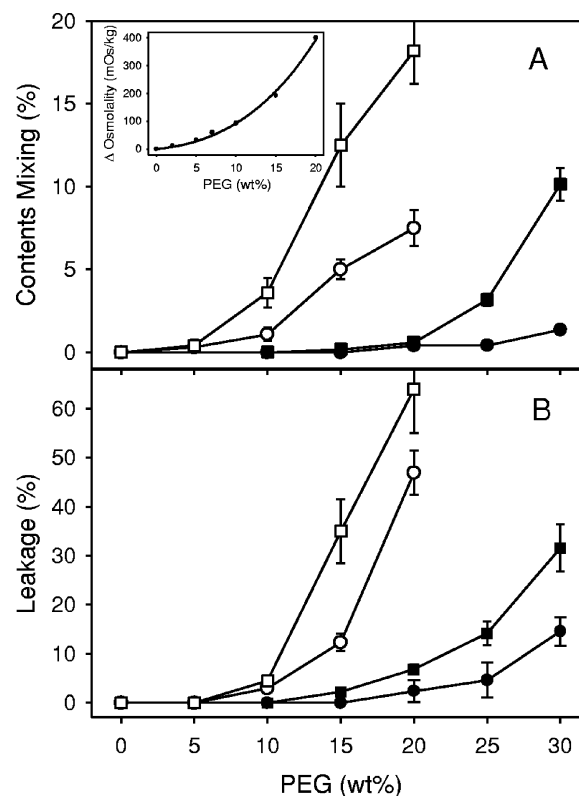 20
15
10
5
0
Contents Mixing (%)
A
400
300
200
100
0
Δ Osmolality (mOs/kg)
0 5 10 15 20
PEG (wt%)
60
50
40
30
20
10
0
Leakage (%)
B
0 5 10 15 20 25 30
PEG (wt%)